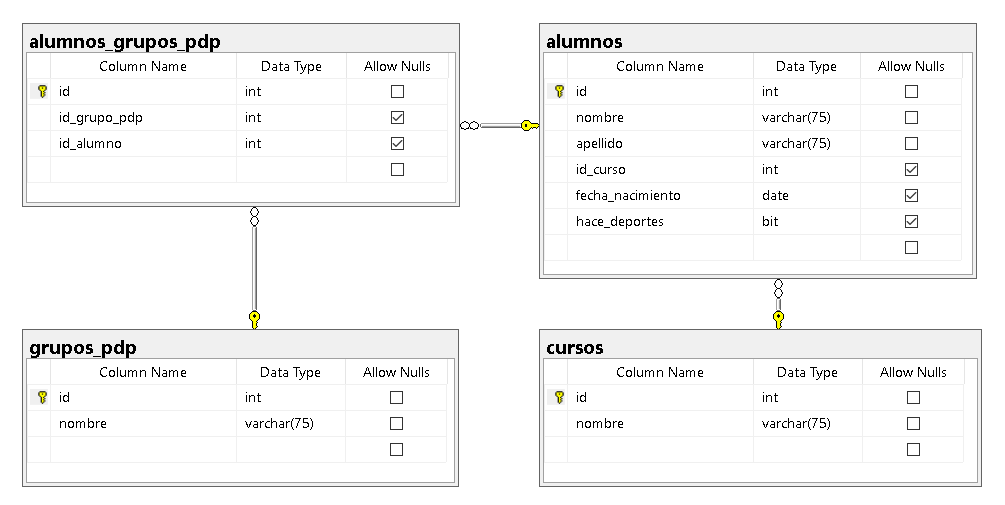 alumnos_grupos_pdp
Column Name Data Type Allow Nulls
id int
id_grupo_pdp int
id_alumno int
alumnos
Column Name Data Type Allow Nulls
id int
nombre varchar(75)
apellido varchar(75)
id_curso int
fecha_nacimiento date
hace_deportes bit
grupos_pdp
Column Name Data Type Allow Nulls
id int
nombre varchar(75)
cursos
Column Name Data Type Allow Nulls
id int
nombre varchar(75)